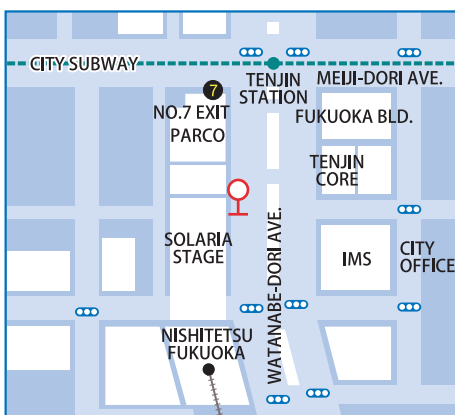 CITY SUBWAY
TENJIN
STATION
MEIJI-DORI AVE.
7
NO.7 EXIT
PARCO
FUKUOKA BLD.
TENJIN
CORE
SOLARIA
STAGE
WATANABE-DORI AVE.
IMS
CITY
OFFICE
NISHITETSU
FUKUOKA